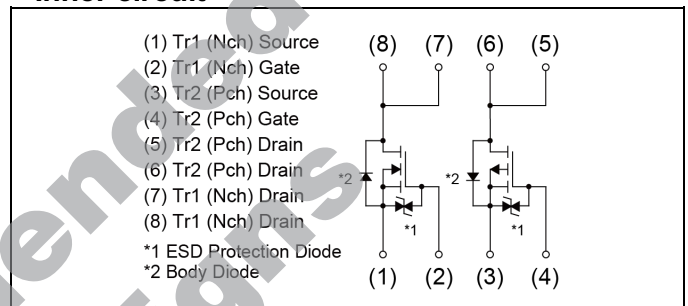 Inner circuit
(1) Tr1 (Nch) Source
(2) Tr1 (Nch) Gate
(3) Tr2 (Pch) Source
(4) Tr2 (Pch) Gate
(5) Tr2 (Pch) Drain
(6) Tr2 (Pch) Drain
(7) Tr1 (Nch) Drain
(8) Tr1 (Nch) Drain
*1 ESD Protection Diode
*2 Body Diode
(8) (7) (6) (5)
*2 *2
*1 *1
(1) (2) (3) (4)
ended
igns